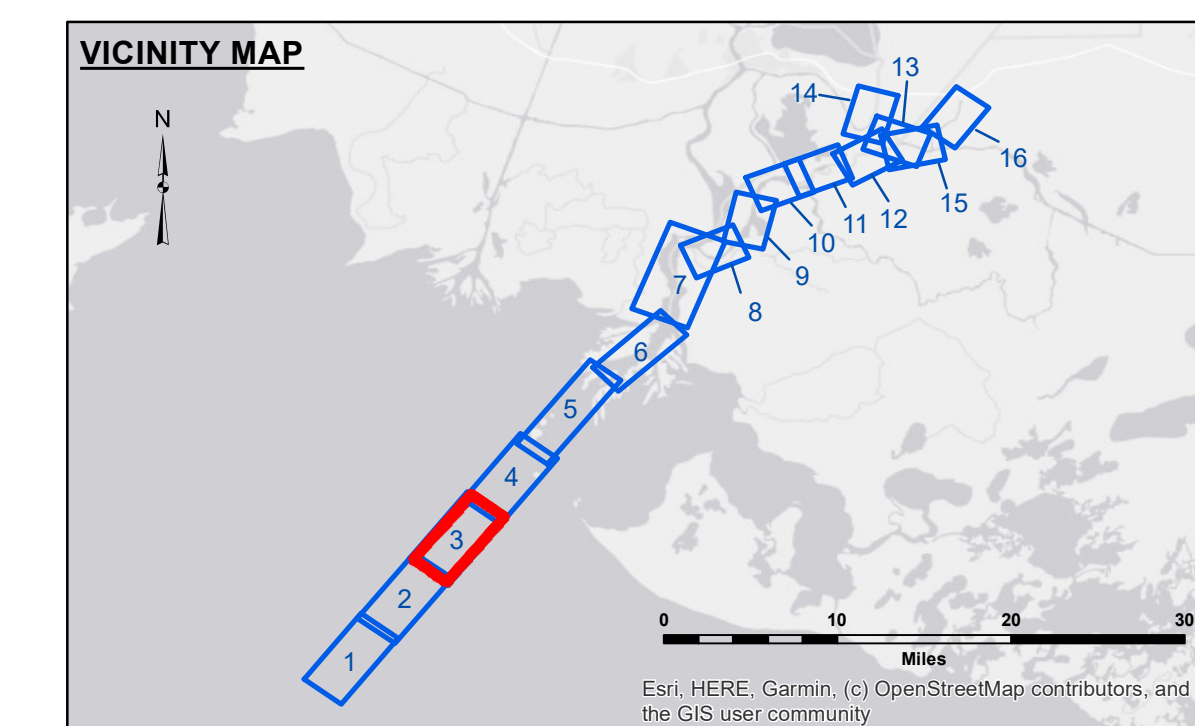 VICINITY MAP
N
13
14
16
15
12
11
10
9
8
7
6
5
4
3
2
1
0 10 20 30
Miles
Esri, HERE, Garmin, (c) OpenStreetMap contributors, and
the GIS user community